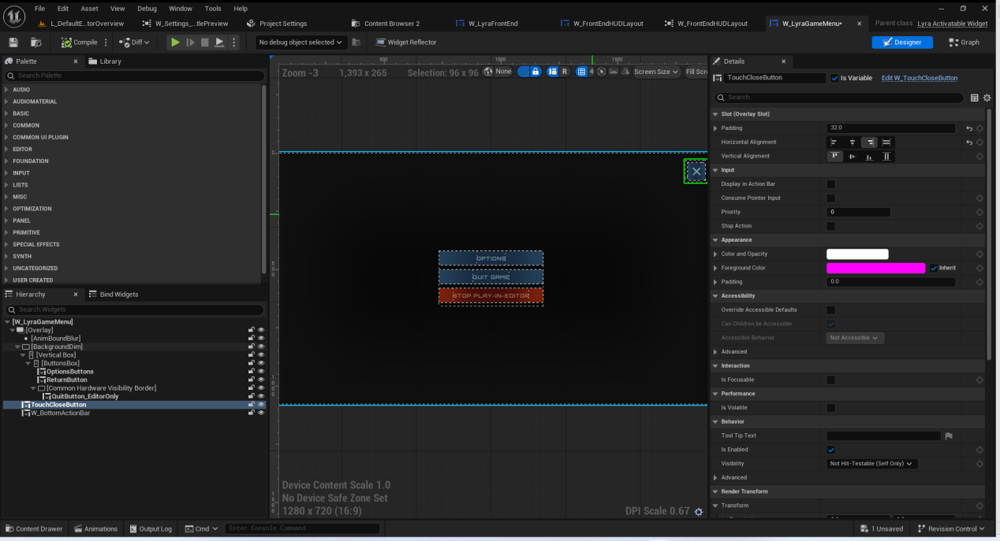 File Edit Asset View Debug Window Tools Help
L_DefaultE...torOverview W_Settings_...tlePreview Project Settings Content Browser 2 W_LyraFrontEnd W_FrontEndHUDLayout W_FrontEndHUDLayout W_LyraGameMenu• Parent class: Lyra Activatable Widget
Compile Diff No debug object selected Widget Reflector Designer Graph
Palette Library
Search Palette
AUDIO
AUDIOMATERIAL
BASIC
COMMON
COMMON UI PLUGIN
EDITOR
FOUNDATION
INPUT
LISTS
MISC
OPTIMIZATION
PANEL
PRIMITIVE
SPECIAL EFFECTS
SYNTH
UNCATEGORIZED
USER CREATED
Hierarchy Bind Widgets
Search Widgets
[W_LyraGameMenu]
[Overlay]
[AnimBoundBlur]
[BackgroundDim]
[Vertical Box]
[ButtonsBox]
OptionsButtons
ReturnButton
[Common Hardware Visibility Border]
QuitButton_EditorOnly
TouchCloseButton
W_BottomActionBar
500 1000 1500
Zoom -3 1,393 x 265 Selection: 96 x 96 None R 4 Screen Size Fill Scre
0
500
1000
1500
OPTIONS
QUIT GAME
STOP PLAY-IN-EDITOR
Device Content Scale 1.0
No Device Safe Zone Set
1280 x 720 (16:9) DPI Scale 0.67
Details
TouchCloseButton Is Variable Edit W_TouchCloseButton
Search
Slot (Overlay Slot)
Padding 32.0
Horizontal Alignment
Vertical Alignment
Input
Display in Action Bar
Consume Pointer Input
Priority 0
Stop Action
Appearance
Color and Opacity
Foreground Color Inherit
Padding 0.0
Accessibility
Override Accessible Defaults
Can Children be Accessible
Accessible Behavior Not Accessible
Advanced
Interaction
Is Focusable
Performance
Is Volatile
Behavior
Tool Tip Text
Is Enabled
Visibility Not Hit-Testable (Self Only)
Advanced
Render Transform
Transform
Content Drawer Animations Output Log Cmd Enter Console Command 1 Unsaved Revision Control